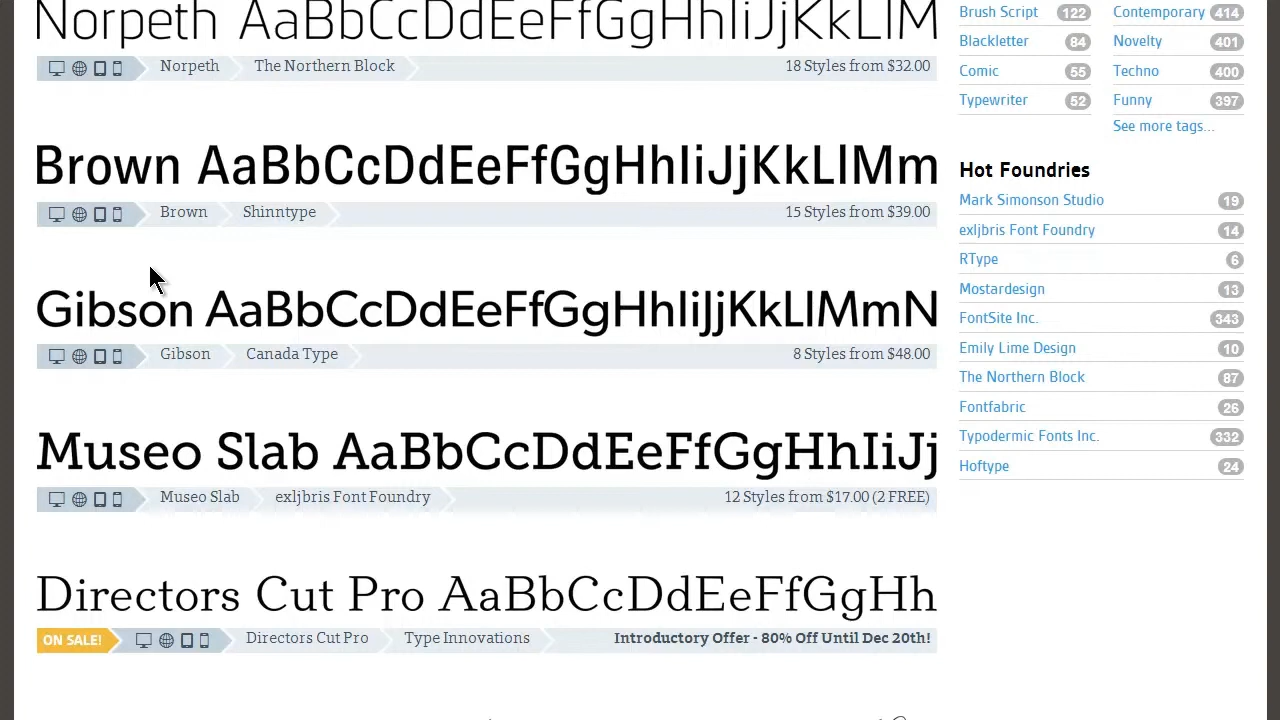 Norpeth AaBbCcDdEeFfGgHhIiJjKkLlM
Norpeth The Northern Block 18 Styles from $32.00
Brown AaBbCcDdEeFfGgHhIiJjKkLlMm
Brown Shinntype 15 Styles from $39.00
Gibson AaBbCcDdEeFfGgHhIiJjKkLlMmN
Gibson Canada Type 8 Styles from $48.00
Museo Slab AaBbCcDdEeFfGgHhIiJj
Museo Slab exljbris Font Foundry 12 Styles from $17.00 (2 FREE)
Directors Cut Pro AaBbCcDdEeFfGgHh
ON SALE! Directors Cut Pro Type Innovations Introductory Offer - 80% Off Until Dec 20th!
Brush Script 122 Contemporary 414
Blackletter 84 Novelty 401
Comic 55 Techno 400
Typewriter 52 Funny 397
See more tags...
Hot Foundries
Mark Simonson Studio 19
exljbris Font Foundry 14
RType 6
Mostardesign 13
FontSite Inc. 343
Emily Lime Design 10
The Northern Block 87
Fontfabric 26
Typodermic Fonts Inc. 332
Hoftype 24